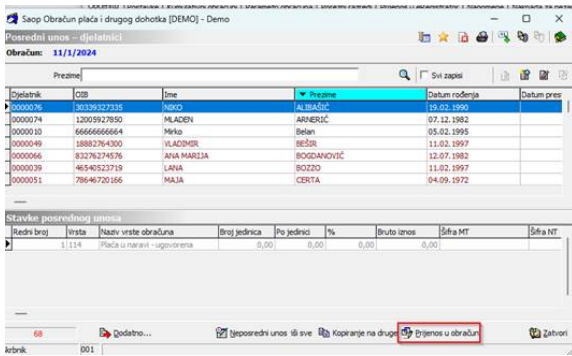 Saop Obračun plaća i drugog dohotka [DEMO] - Demo
Posredni unos – djelatnici
Obračun: 11/1/2024
Prezime Svi zapisi
Djelatnik OIB Ime Prezime Datum rođenja Datum pres
0000076 30339327335 NIKO ALIBAŠIĆ 19.02.1990
0000074 12005927850 MLADEN ARNERIĆ 07.12.1982
0000010 66666666664 Mirko Belan 05.02.1995
0000049 18882764300 VLADIMIR BEŠIR 11.02.1997
0000066 83276274576 ANA MARIJA BOGDANOVIĆ 12.07.1982
0000039 46540523719 LANA BOZZO 11.02.1997
0000051 78646720166 MAJA CERTA 04.09.1972
Stavke posrednog unosa
Redni broj Vrsta Naziv vrste obračuna Broj jedinica Po jedinici % Bruto iznos Šifra MT Šifra NT
1 114 Plaća u naravi - ugovorena 0,00 0,00 0,00 0,00
68 Dodatno... Neposredni unos iši sve Kopiranje na druge Prijenos u obračun Zatvori
krbnik 001